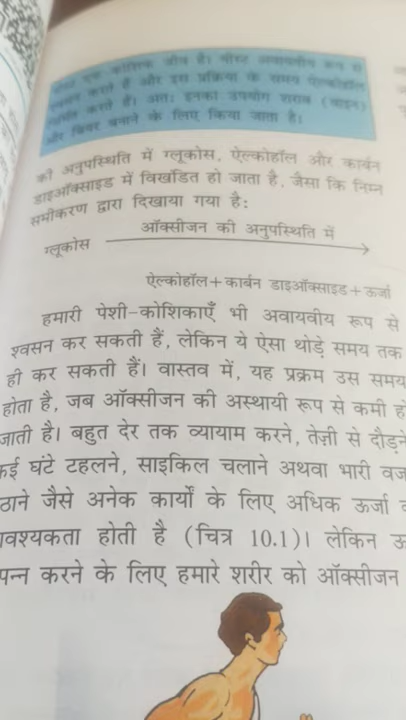 यीस्ट एक कोशिक जीव है। यीस्ट अवायवीय रूप से
श्वसन करते हैं और इस प्रक्रिया के समय ऐल्कोहॉल
निर्मित करते हैं। अतः इनका उपयोग शराब (वाइन)
और बियर बनाने के लिए किया जाता है।
की अनुपस्थिति में ग्लूकोस, ऐल्कोहॉल और कार्बन
डाइऑक्साइड में विखंडित हो जाता है, जैसा कि निम्न
समीकरण द्वारा दिखाया गया है:
ऑक्सीजन की अनुपस्थिति में
ग्लूकोस
ऐल्कोहॉल + कार्बन डाइऑक्साइड + ऊर्जा
हमारी पेशी-कोशिकाएँ भी अवायवीय रूप से
श्वसन कर सकती हैं, लेकिन ये ऐसा थोड़े समय तक
ही कर सकती हैं। वास्तव में, यह प्रक्रम उस समय
होता है, जब ऑक्सीजन की अस्थायी रूप से कमी हो
जाती है। बहुत देर तक व्यायाम करने, तेज़ी से दौड़ने
कई घंटे टहलने, साइकिल चलाने अथवा भारी वज
ठाने जैसे अनेक कार्यों के लिए अधिक ऊर्जा
वश्यकता होती है (चित्र 10.1)। लेकिन ऊ
पन्न करने के लिए हमारे शरीर को ऑक्सीजन